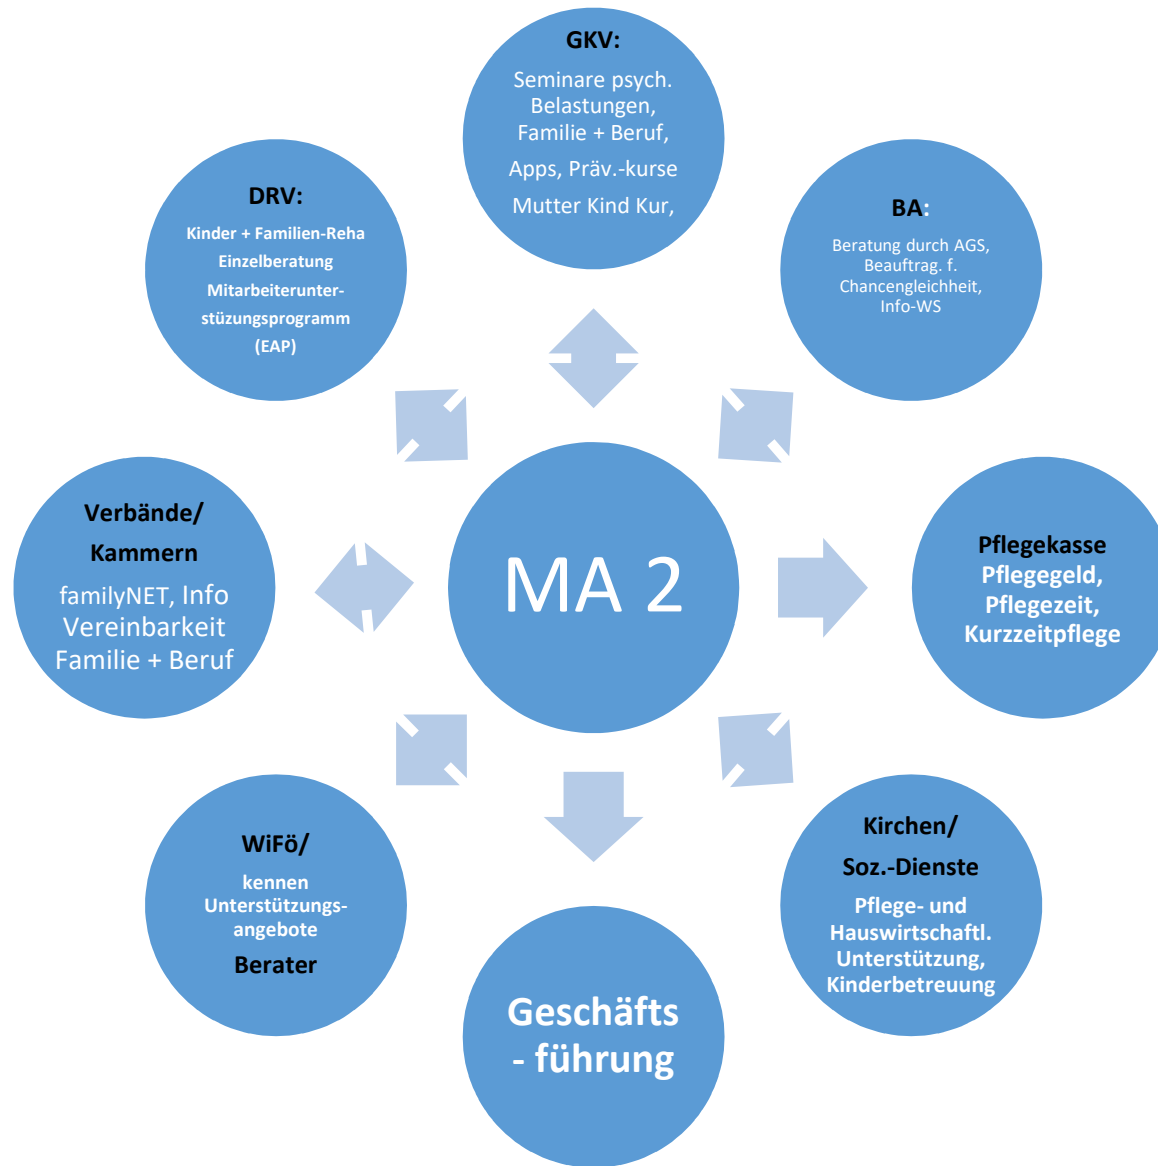 GKV:
Seminare psych.
Belastungen,
Familie + Beruf,
Apps, Präv.-kurse
Mutter Kind Kur,
DRV:
Kinder + Familien-Reha
Einzelberatung
Mitarbeiterunter-
stüzungsprogramm
(EAP)
BA:
Beratung durch AGS,
Beauftrag. f.
Chancengleichheit,
Info-WS
Verbände/
Kammern
familyNET, Info
Vereinbarkeit
Familie + Beruf
MA 2
Pflegekasse
Pflegegeld,
Pflegezeit,
Kurzzeitpflege
WiFö/
kennen
Unterstützungs-
angebote
Berater
Kirchen/
Soz.-Dienste
Pflege- und
Hauswirtschaftl.
Unterstützung,
Kinderbetreuung
Geschäfts
- führung